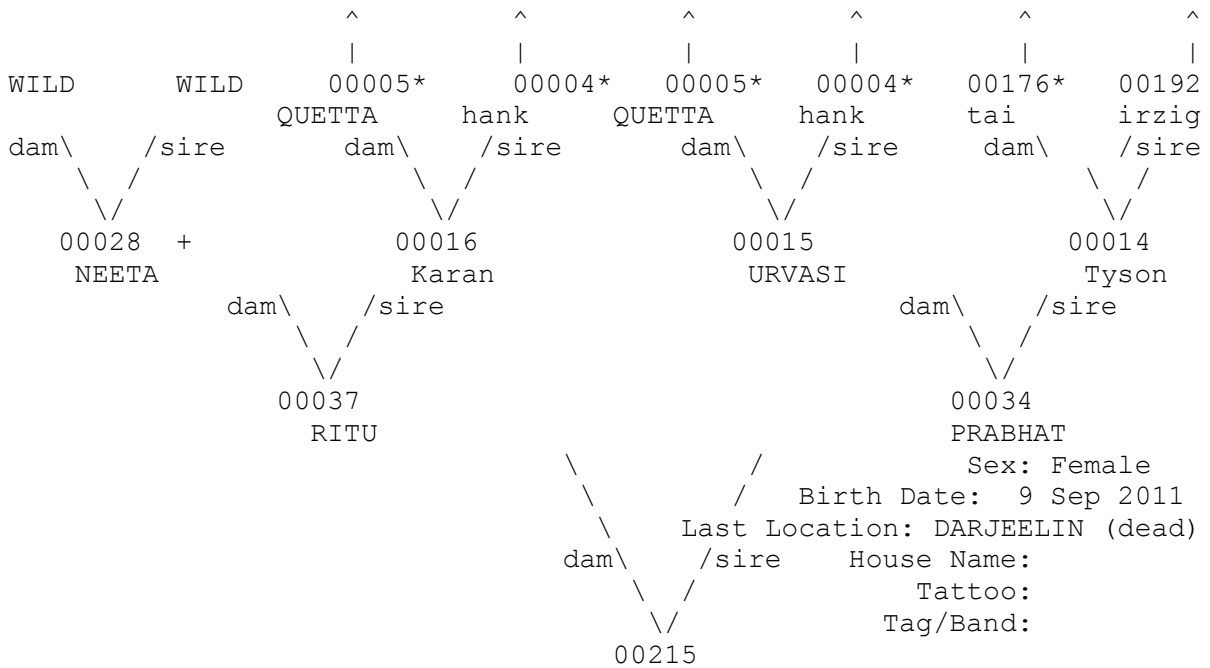 ^ ^ ^ ^ ^ ^
| | | | | |
WILD WILD 00005* 00004* 00005* 00004* 00176* 00192
QUETTA hank QUETTA hank tai irzig
dam\ /sire dam\ /sire dam\ /sire dam\ /sire
\ / \ / \ / \ /
\/ \/ \/ \/
00028 + 00016 00015 00014
NEETA Karan URVASI Tyson
dam\ /sire dam\ /sire
\ / \ /
\/ \/
00037 00034
RITU PRABHAT
\ / Sex: Female
\ / Birth Date: 9 Sep 2011
\ Last Location: DARJEELIN (dead)
dam\ /sire House Name:
\ / Tattoo:
\/ Tag/Band:
00215